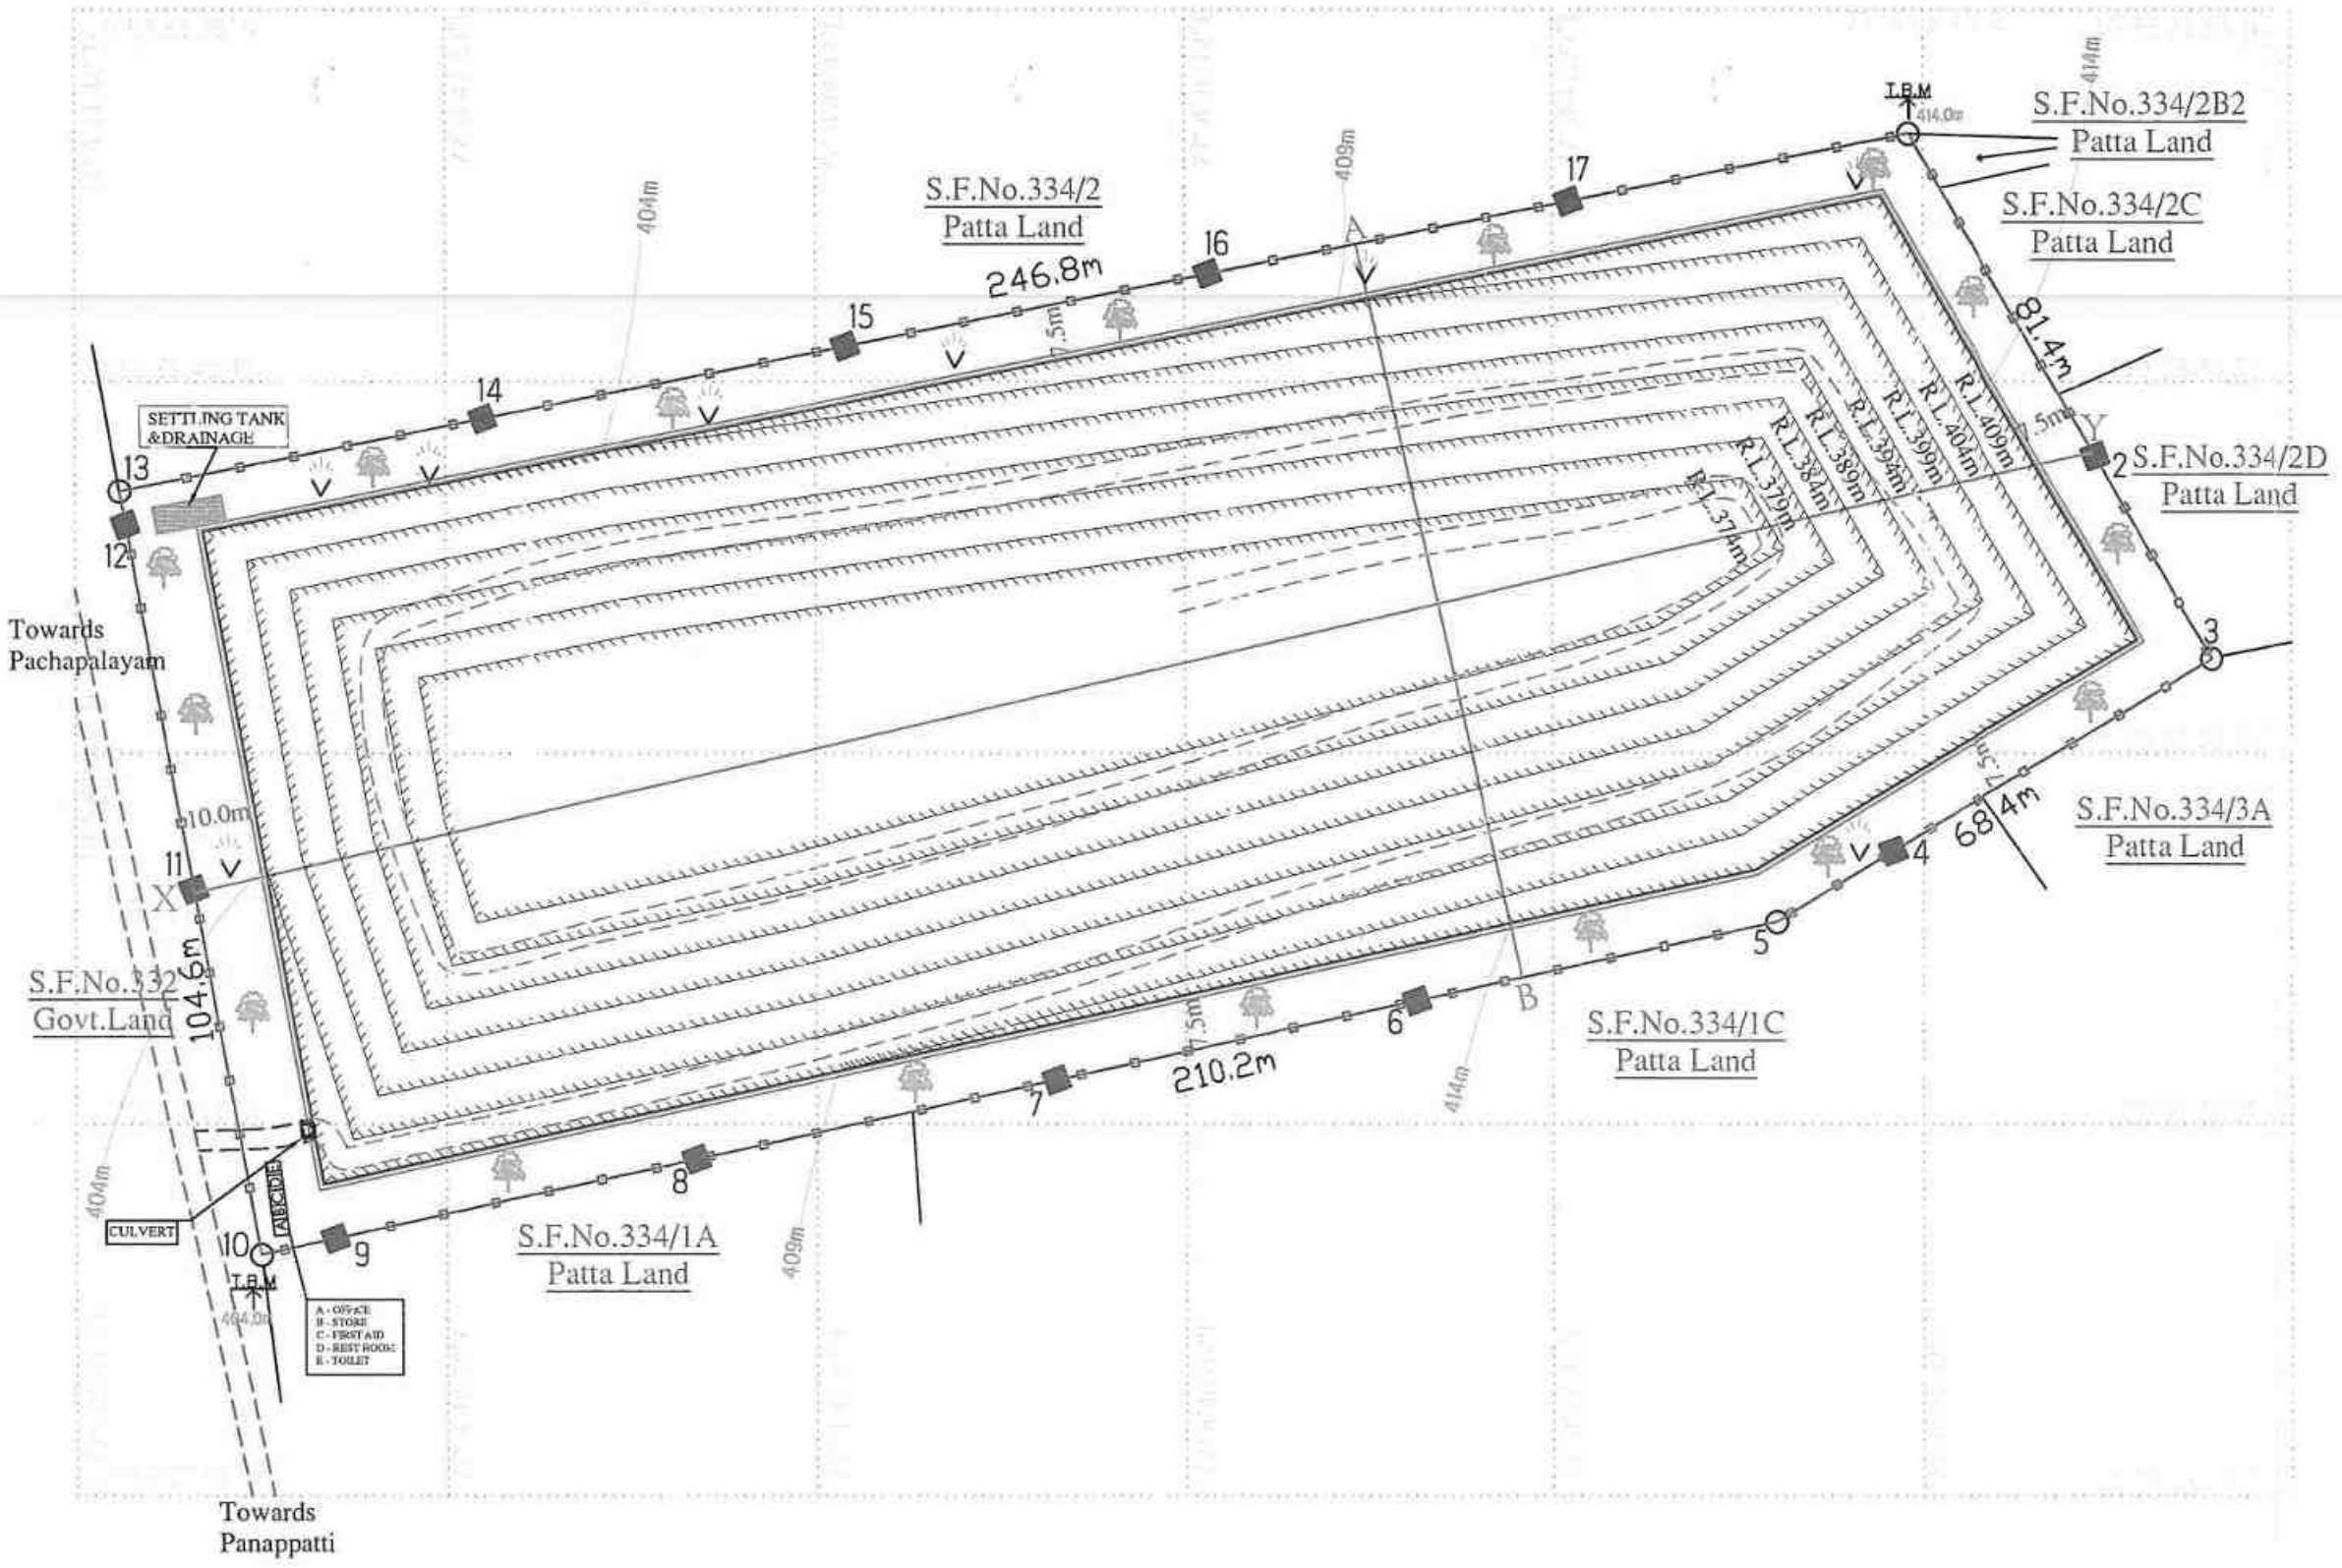 414m
T.B.M
414.0m
S.F.No.334/2B2
Patta Land
409m
17
404m
S.F.No.334/2
Patta Land
S.F.No.334/2C
Patta Land
A
16
246.8m
15
7.5m
81.4m
14
SETTLING TANK
&DRAINAGE
R.L.409m
R.L.404m
R.L.399m
R.L.394m
R.L.389m
R.L.384m
R.L.379m
R.L.374m
7.5m
Y
2
S.F.No.334/2D
Patta Land
13
12
Towards
Pachapalayam
3
7.5m
68.4m
S.F.No.334/3A
Patta Land
10.0m
11
X
4
5
104.6m
S.F.No.332
Govt.Land
6
B
7.5m
S.F.No.334/1C
Patta Land
7
210.2m
414m
8
404m
A B C D E
CULVERT
10
9
S.F.No.334/1A
Patta Land
409m
T.B.M
404.0m
A - OFFICE
B - STORE
C - FIRST AID
D - REST ROOM
E - TOILET
Towards
Panappatti